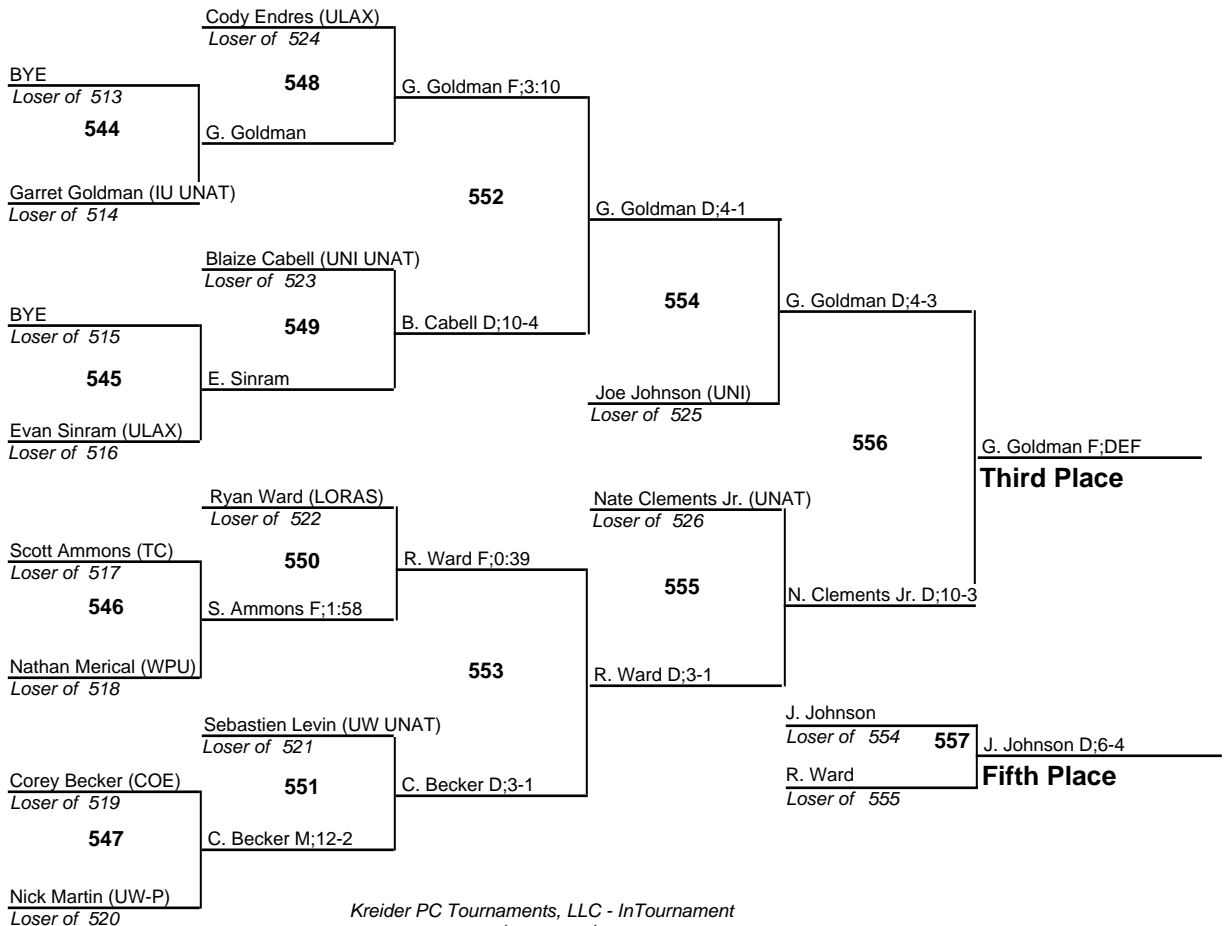 Cody Endres (ULAX)
Loser of 524
BYE
Loser of 513
548
G. Goldman F;3:10
544
G. Goldman
Garret Goldman (IU UNAT)
Loser of 514
552
G. Goldman D;4-1
Blaize Cabell (UNI UNAT)
Loser of 523
BYE
Loser of 515
549
B. Cabell D;10-4
554
G. Goldman D;4-3
545
E. Sinram
Joe Johnson (UNI)
Loser of 525
Evan Sinram (ULAX)
Loser of 516
556
G. Goldman F;DEF
Third Place
Ryan Ward (LORAS)
Loser of 522
Nate Clements Jr. (UNAT)
Loser of 526
Scott Ammons (TC)
Loser of 517
550
R. Ward F;0:39
555
546
S. Ammons F;1:58
N. Clements Jr. D;10-3
Nathan Merical (WPU)
Loser of 518
553
R. Ward D;3-1
Sebastien Levin (UW UNAT)
Loser of 521
J. Johnson
Loser of 554
557
J. Johnson D;6-4
Fifth Place
Corey Becker (COE)
Loser of 519
551
C. Becker D;3-1
R. Ward
Loser of 555
547
C. Becker M;12-2
Nick Martin (UW-P)
Loser of 520
Kreider PC Tournaments, LLC - InTournament